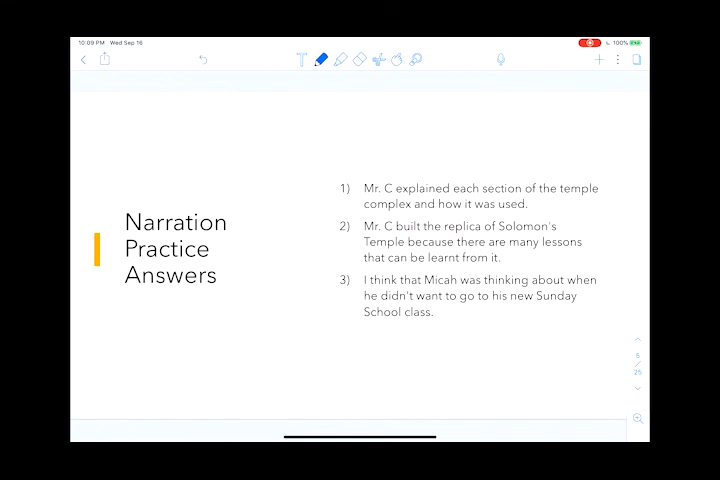 10:09 PM Wed Sep 16
100%
Narration
Practice
Answers
1) Mr. C explained each section of the temple
complex and how it was used.
2) Mr. C built the replica of Solomon's
Temple because there are many lessons
that can be learnt from it.
3) I think that Micah was thinking about when
he didn't want to go to his new Sunday
School class.
5
/
25